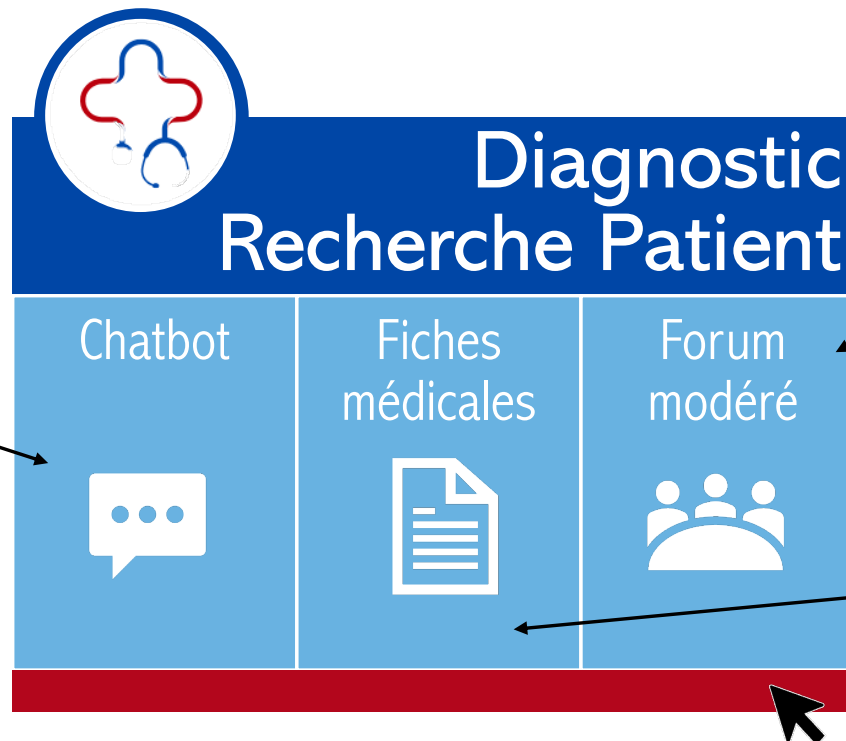 Diagnostic
Recherche Patient
Chatbot
Fiches
médicales
Forum
modéré